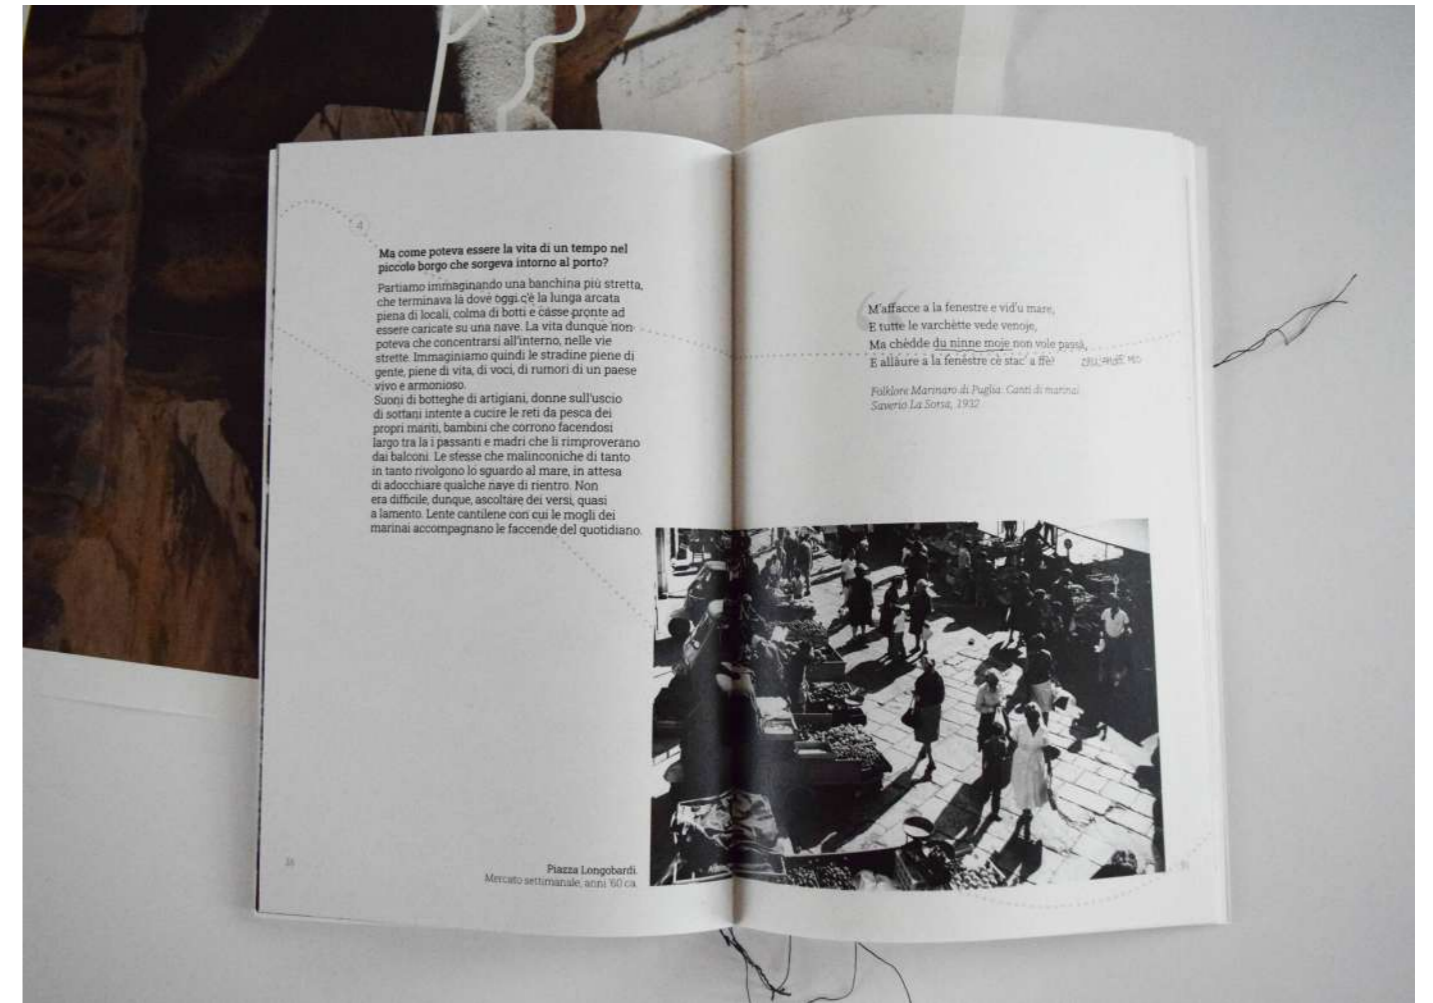 4
Ma come poteva essere la vita di un tempo nel
piccolo borgo che sorgeva intorno al porto?
Partiamo immaginando una banchina più stretta,
che terminava là dove oggi c'è la lunga arcata
piena di locali, colma di botti e casse pronte ad
essere caricate su una nave. La vita dunque non
poteva che concentrarsi all'interno, nelle vie
strette. Immaginiamo quindi le stradine piene di
gente, piene di vita, di voci, di rumori di un paese
vivo e armonioso.
Suoni di botteghe di artigiani, donne sull'uscio
di sottani intente a cucire le reti da pesca dei
propri mariti, bambini che corrono facendosi
largo tra la i passanti e madri che li rimproverano
dai balconi. Le stesse che malinconiche di tanto
in tanto rivolgono lo sguardo al mare, in attesa
di adocchiare qualche nave di rientro. Non
era difficile, dunque, ascoltare dei versi, quasi
a lamento. Lente cantilene con cui le mogli dei
marinai accompagnano le faccende del quotidiano.
Piazza Longobardi.
Mercato settimanale, anni '60 ca.
“
M'affacce a la fenestre e vid'u mare,
E tutte le varchètte vede venoje,
Ma chèdde du ninne moje non vole passà,
E allàure a la fenèstre cè stac' a ffè?
Folklore Marinaro di Puglia: Canti di marinai
Saverio La Sorsa, 1932